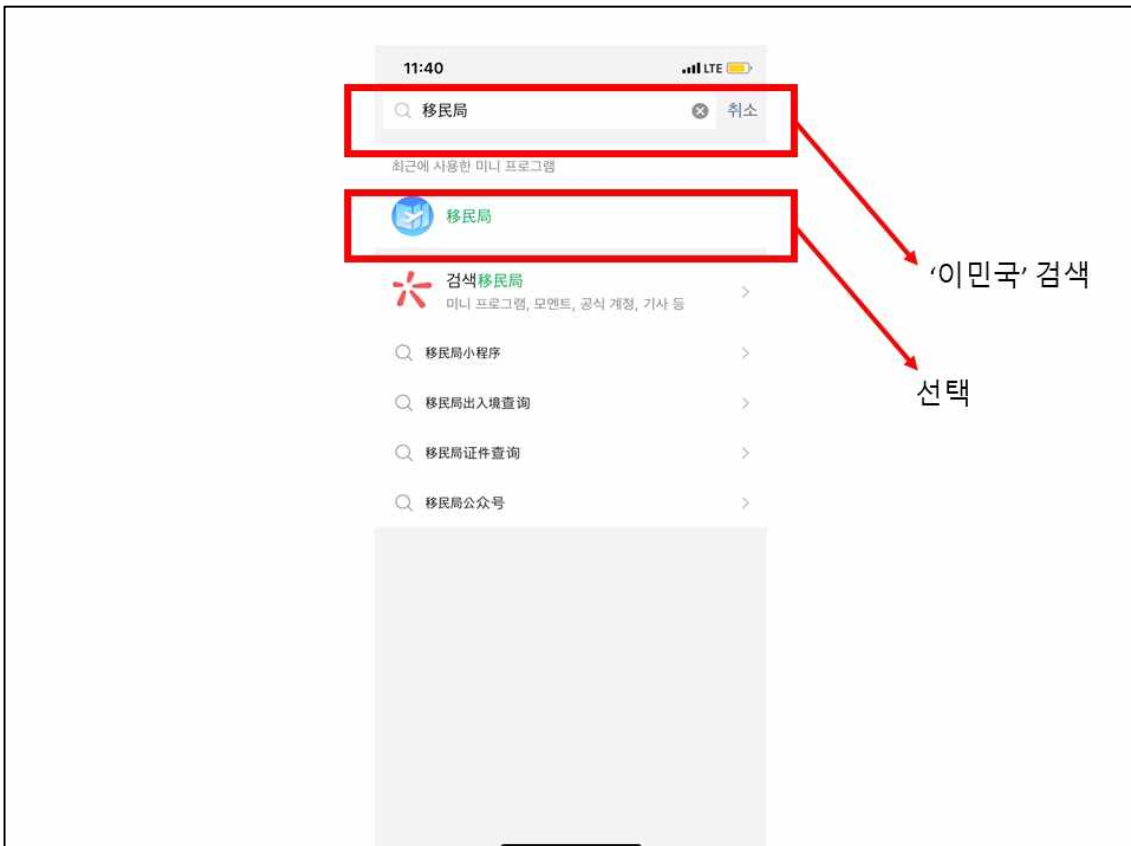 11:40
LTE
移民局
취소
최근에 사용한 미니 프로그램
移民局
검색移民局
미니 프로그램, 모멘트, 공식 계정, 기사 등
移民局小程序
移民局出入境查询
移民局证件查询
移民局公众号
‘이민국’ 검색
선택